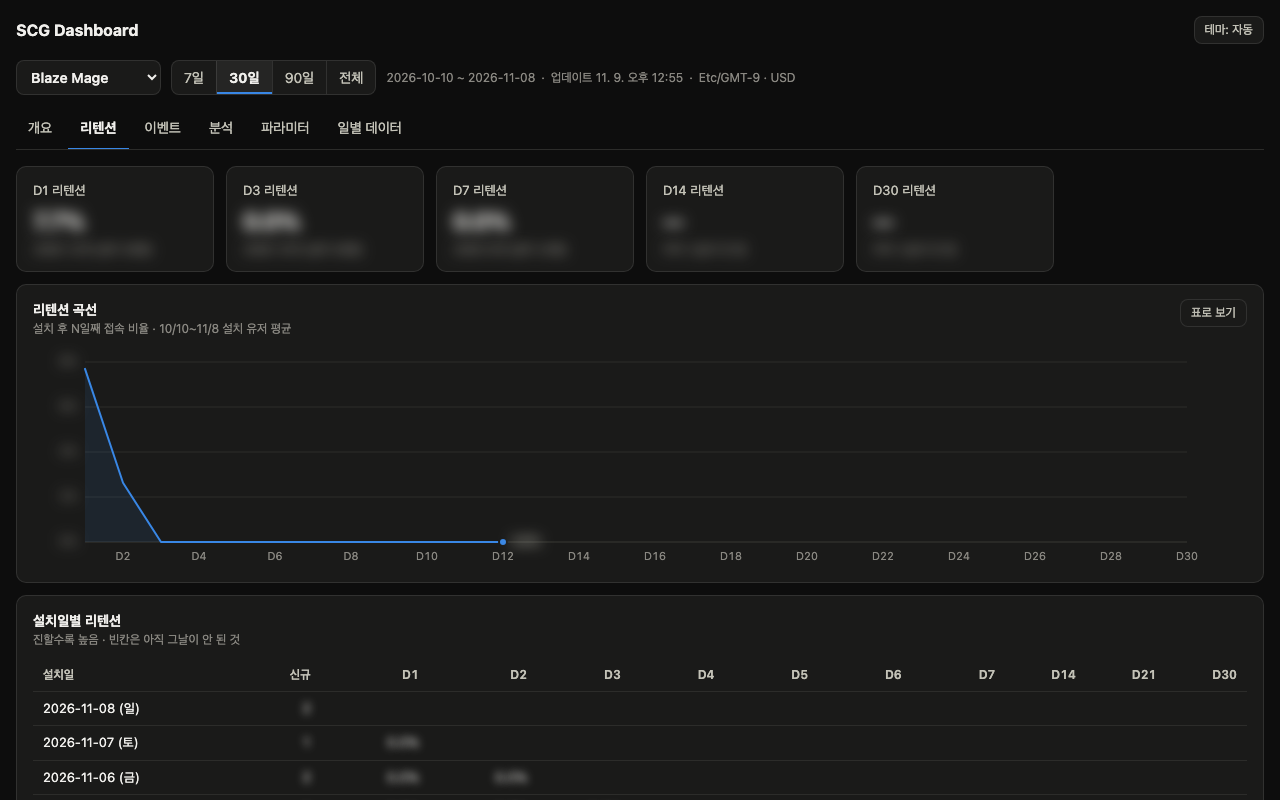 SCG Dashboard
테마: 자동
Blaze Mage
7일 30일 90일 전체
2026-10-10 ~ 2026-11-08 · 업데이트 11. 9. 오후 12:55 · Etc/GMT-9 · USD
개요 리텐션 이벤트 분석 파라미터 일별 데이터
D1 리텐션
D3 리텐션
D7 리텐션
D14 리텐션
D30 리텐션
리텐션 곡선
설치 후 N일째 접속 비율 · 10/10~11/8 설치 유저 평균
표로 보기
D2 D4 D6 D8 D10 D12 D14 D16 D18 D20 D22 D24 D26 D28 D30
설치일별 리텐션
진할수록 높음 · 빈칸은 아직 그날이 안 된 것
설치일 신규 D1 D2 D3 D4 D5 D6 D7 D14 D21 D30
2026-11-08 (일)
2026-11-07 (토)
2026-11-06 (금)